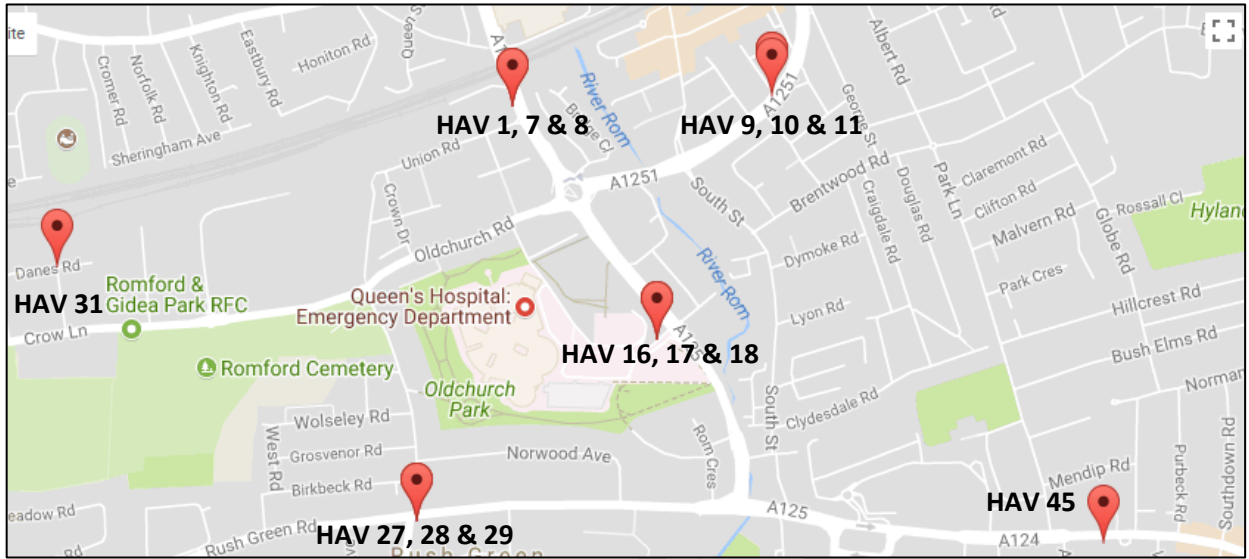 ite
Cromer Rd
Norfolk Rd
Knighton Rd
Eastbury Rd
Honiton Rd
Queen S
Sheringham Ave
Union Rd
Crown Dr
Bridge Cl
River Rom
HAV 1, 7 & 8
HAV 9, 10 & 11
A1251
A1251
George St
Albert Rd
Park Ln
Brentwood Rd
Craigdale Rd
Douglas Rd
Claremont Rd
Clifton Rd
Malvern Rd
Globe Rd
Rossall Cl
Hyland
South St
Dymoke Rd
Park Cres
Danes Rd
HAV 31
Oldchurch Rd
Romford &
Gidea Park RFC
Crow Ln
Queen's Hospital:
Emergency Department
River Rom
HAV 16, 17 & 18
A125
Lyon Rd
Hillcrest Rd
Bush Elms Rd
Norman
Romford Cemetery
Oldchurch
Park
South St
Clydesdale Rd
Wolseley Rd
West Rd
Grosvenor Rd
Birkbeck Rd
Norwood Ave
Rom Cres
Mendip Rd
Purbeck Rd
Southdown Rd
HAV 45
eadow Rd
Rush Green Rd
HAV 27, 28 & 29
Rush Green
A125
A124